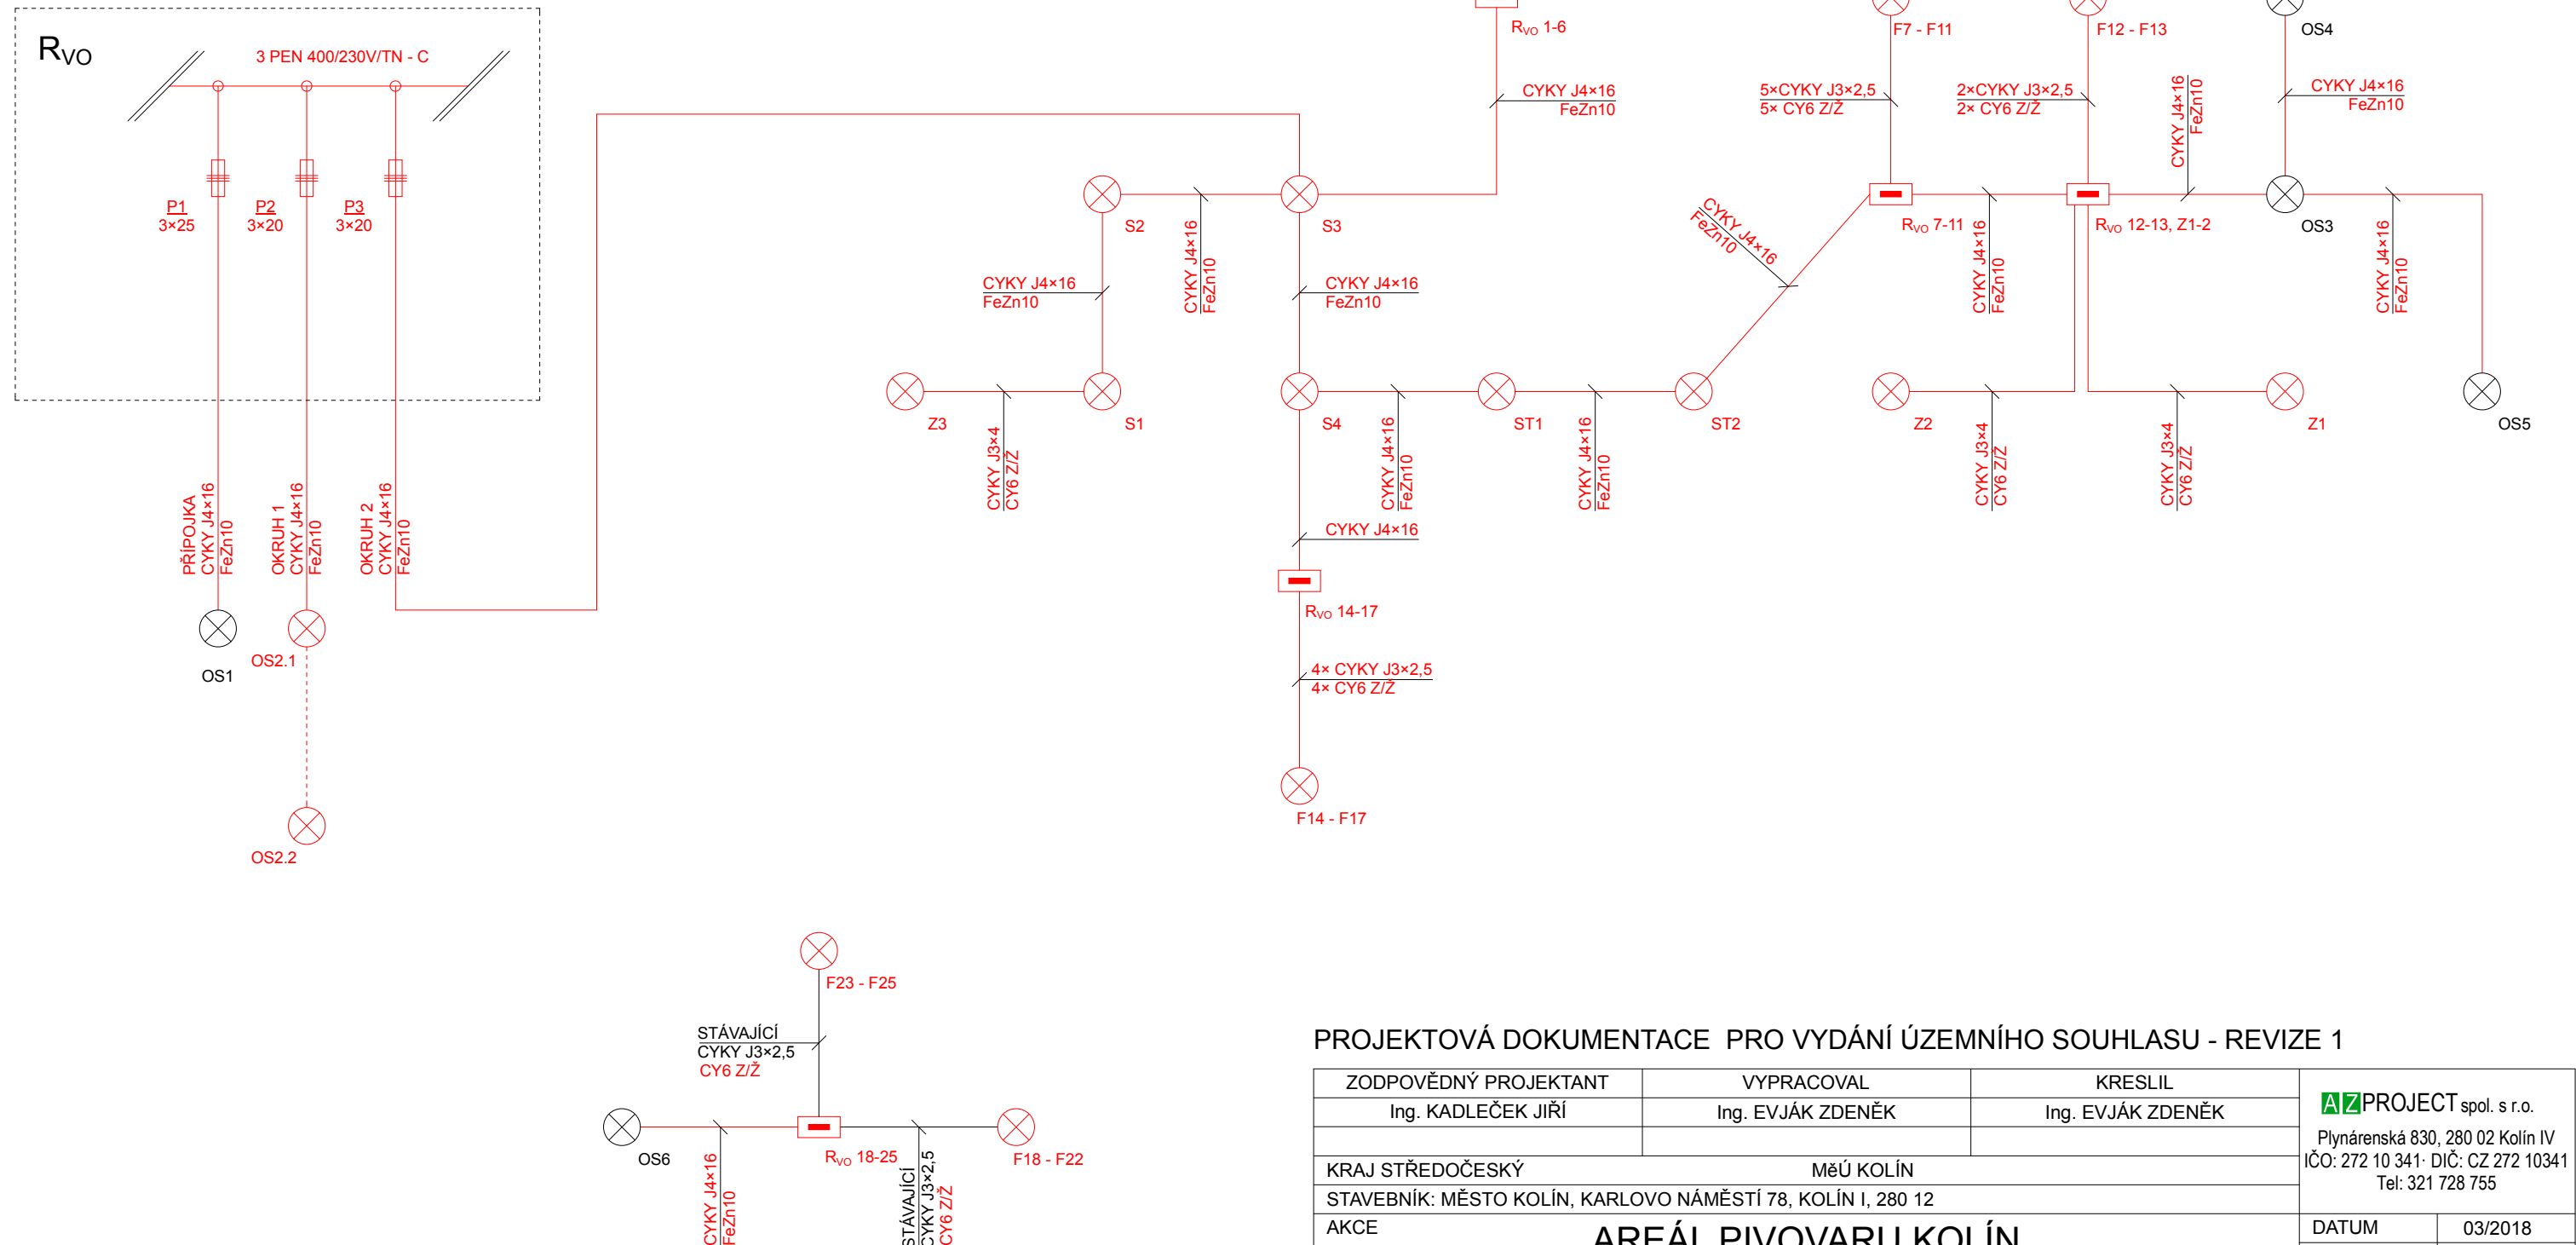 R_VO
3 PEN 400/230V/TN - C
P1
3×25
P2
3×20
P3
3×20
PŘÍPOJKA
CYKY J4×16
FeZn10
OKRUH 1
CYKY J4×16
FeZn10
OKRUH 2
CYKY J4×16
FeZn10
OS1
OS2.1
OS2.2
R_VO 1-6
CYKY J4×16
FeZn10
S2
CYKY J4×16
FeZn10
S3
CYKY J4×16
FeZn10
CYKY J4×16
FeZn10
Z3
CYKY J3×4
CY6 Z/Ž
S1
S4
CYKY J4×16
FeZn10
ST1
CYKY J4×16
FeZn10
ST2
CYKY J4×16
FeZn10
CYKY J4×16
R_VO 14-17
4× CYKY J3×2,5
4× CY6 Z/Ž
F14 - F17
F7 - F11
5×CYKY J3×2,5
5× CY6 Z/Ž
R_VO 7-11
CYKY J4×16
FeZn10
F12 - F13
2×CYKY J3×2,5
2× CY6 Z/Ž
R_VO 12-13, Z1-2
CYKY J4×16
FeZn10
OS4
CYKY J4×16
FeZn10
OS3
CYKY J4×16
FeZn10
Z2
CYKY J3×4
CY6 Z/Ž
CYKY J3×4
CY6 Z/Ž
Z1
OS5
F23 - F25
STÁVAJÍCÍ
CYKY J3×2,5
CY6 Z/Ž
OS6
CYKY J4×16
FeZn10
R_VO 18-25
STÁVAJÍCÍ
CYKY J3×2,5
CY6 Z/Ž
F18 - F22
PROJEKTOVÁ DOKUMENTACE PRO VYDÁNÍ ÚZEMNÍHO SOUHLASU - REVIZE 1
ZODPOVĚDNÝ PROJEKTANT
VYPRACOVAL
KRESLIL
Ing. KADLEČEK JIŘÍ
Ing. EVJÁK ZDENĚK
Ing. EVJÁK ZDENĚK
AZ PROJECT spol. s r.o.
Plynárenská 830, 280 02 Kolín IV
IČO: 272 10 341· DIČ: CZ 272 10341
Tel: 321 728 755
KRAJ STŘEDOČESKÝ
MěÚ KOLÍN
STAVEBNÍK: MĚSTO KOLÍN, KARLOVO NÁMĚSTÍ 78, KOLÍN I, 280 12
AKCE
AREÁL PIVOVARU KOLÍN
DATUM
03/2018